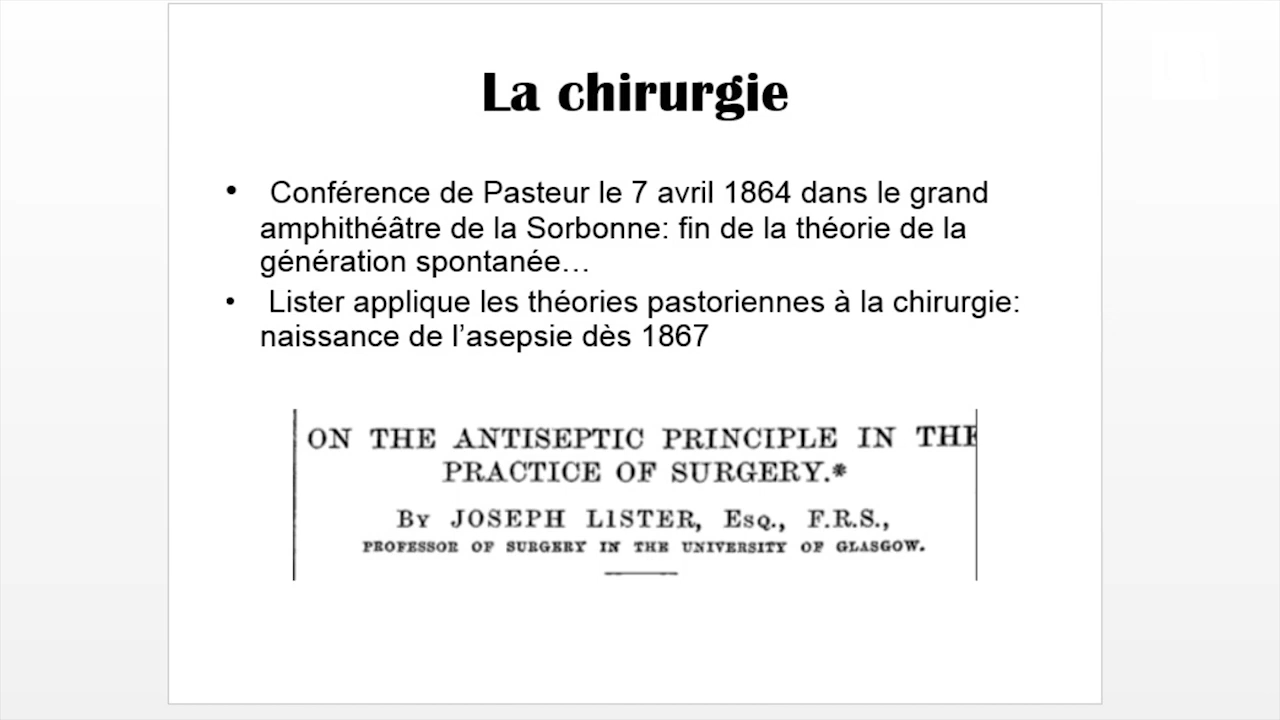 La chirurgie
• Conférence de Pasteur le 7 avril 1864 dans le grand
amphithéâtre de la Sorbonne: fin de la théorie de la
génération spontanée…
• Lister applique les théories pastoriennes à la chirurgie:
naissance de l’asepsie dès 1867
ON THE ANTISEPTIC PRINCIPLE IN THE
PRACTICE OF SURGERY.*
By JOSEPH LISTER, Esq., F.R.S.,
PROFESSOR OF SURGERY IN THE UNIVERSITY OF GLASGOW.